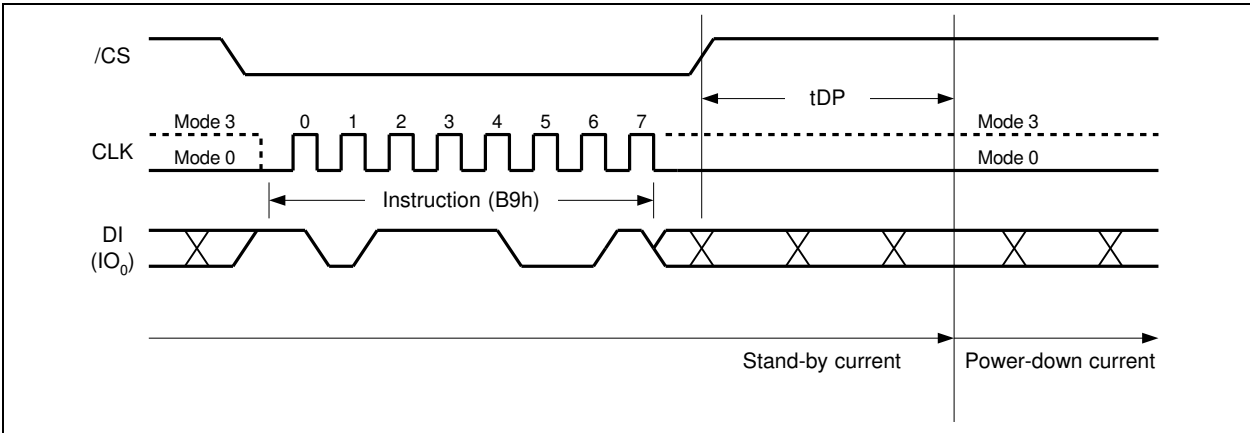 /CS
tDP
Mode 3 0 1 2 3 4 5 6 7 Mode 3
CLK
Mode 0 Mode 0
Instruction (B9h)
DI
(IO₀)
Stand-by current Power-down current